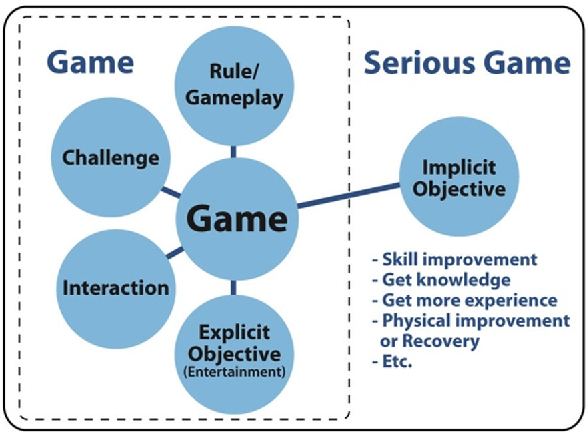 Game
Rule/
Gameplay
Challenge
Game
Interaction
Explicit
Objective
(Entertainment)
Serious Game
Implicit
Objective
- Skill improvement
- Get knowledge
- Get more experience
- Physical improvement
or Recovery
- Etc.